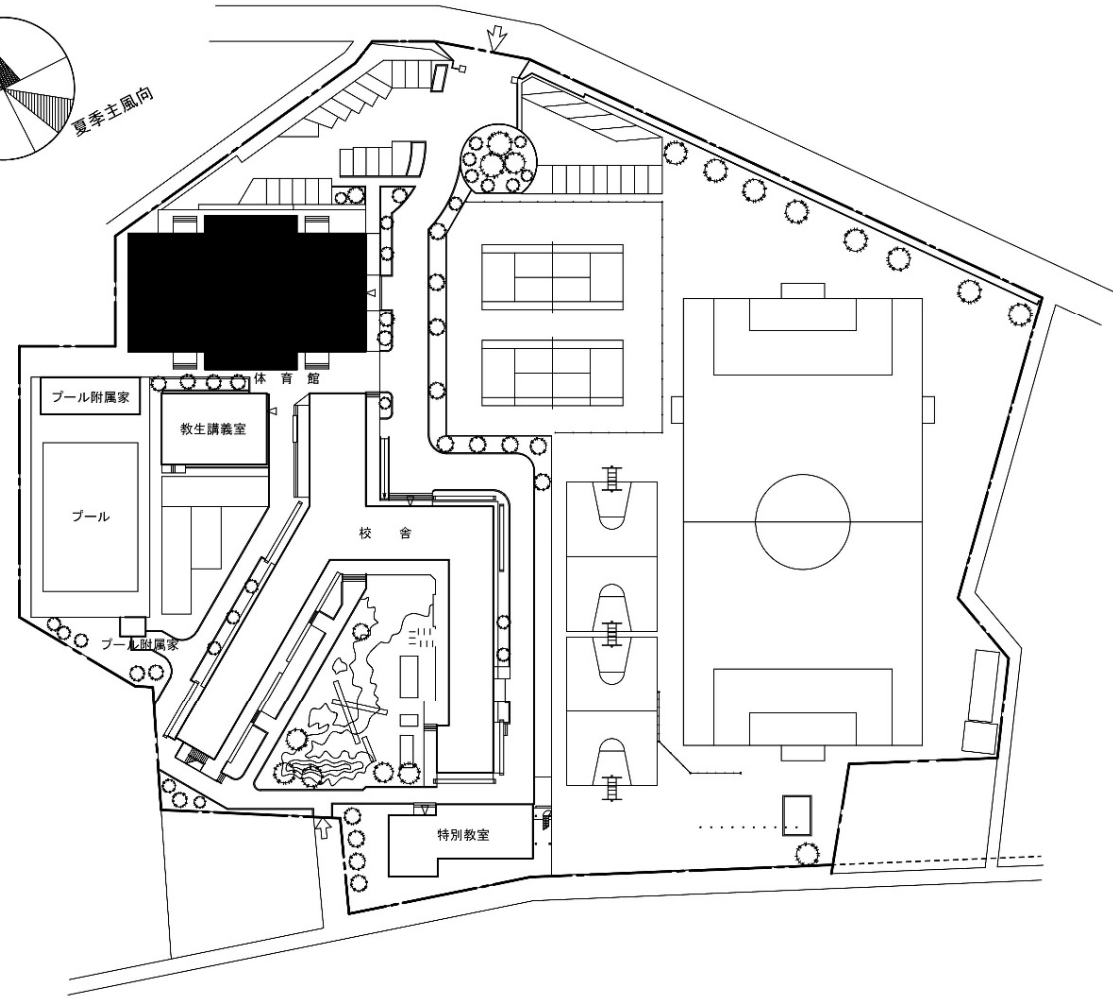 夏季主風向
体育館
プール附属家
教生講義室
プール
校舎
プール附属家
特別教室